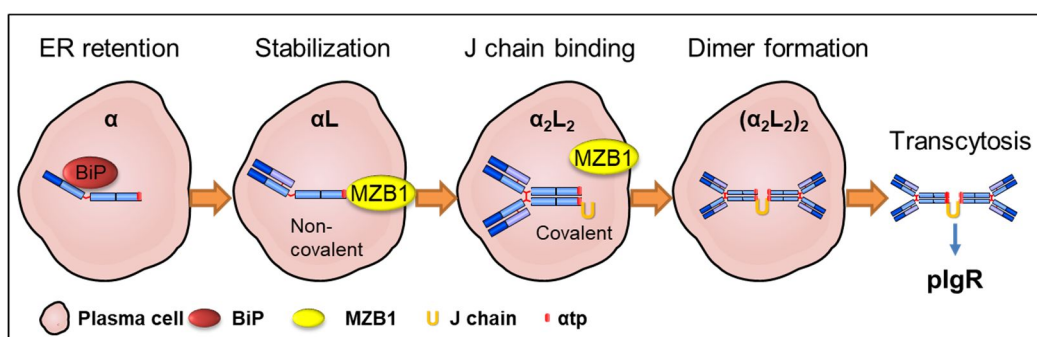 ER retention
Stabilization
J chain binding
Dimer formation
Transcytosis
α
BiP
αL
MZB1
Non-
covalent
α₂L₂
MZB1
Covalent
(α₂L₂)₂
pIgR
Plasma cell
BiP
MZB1
J chain
αtp